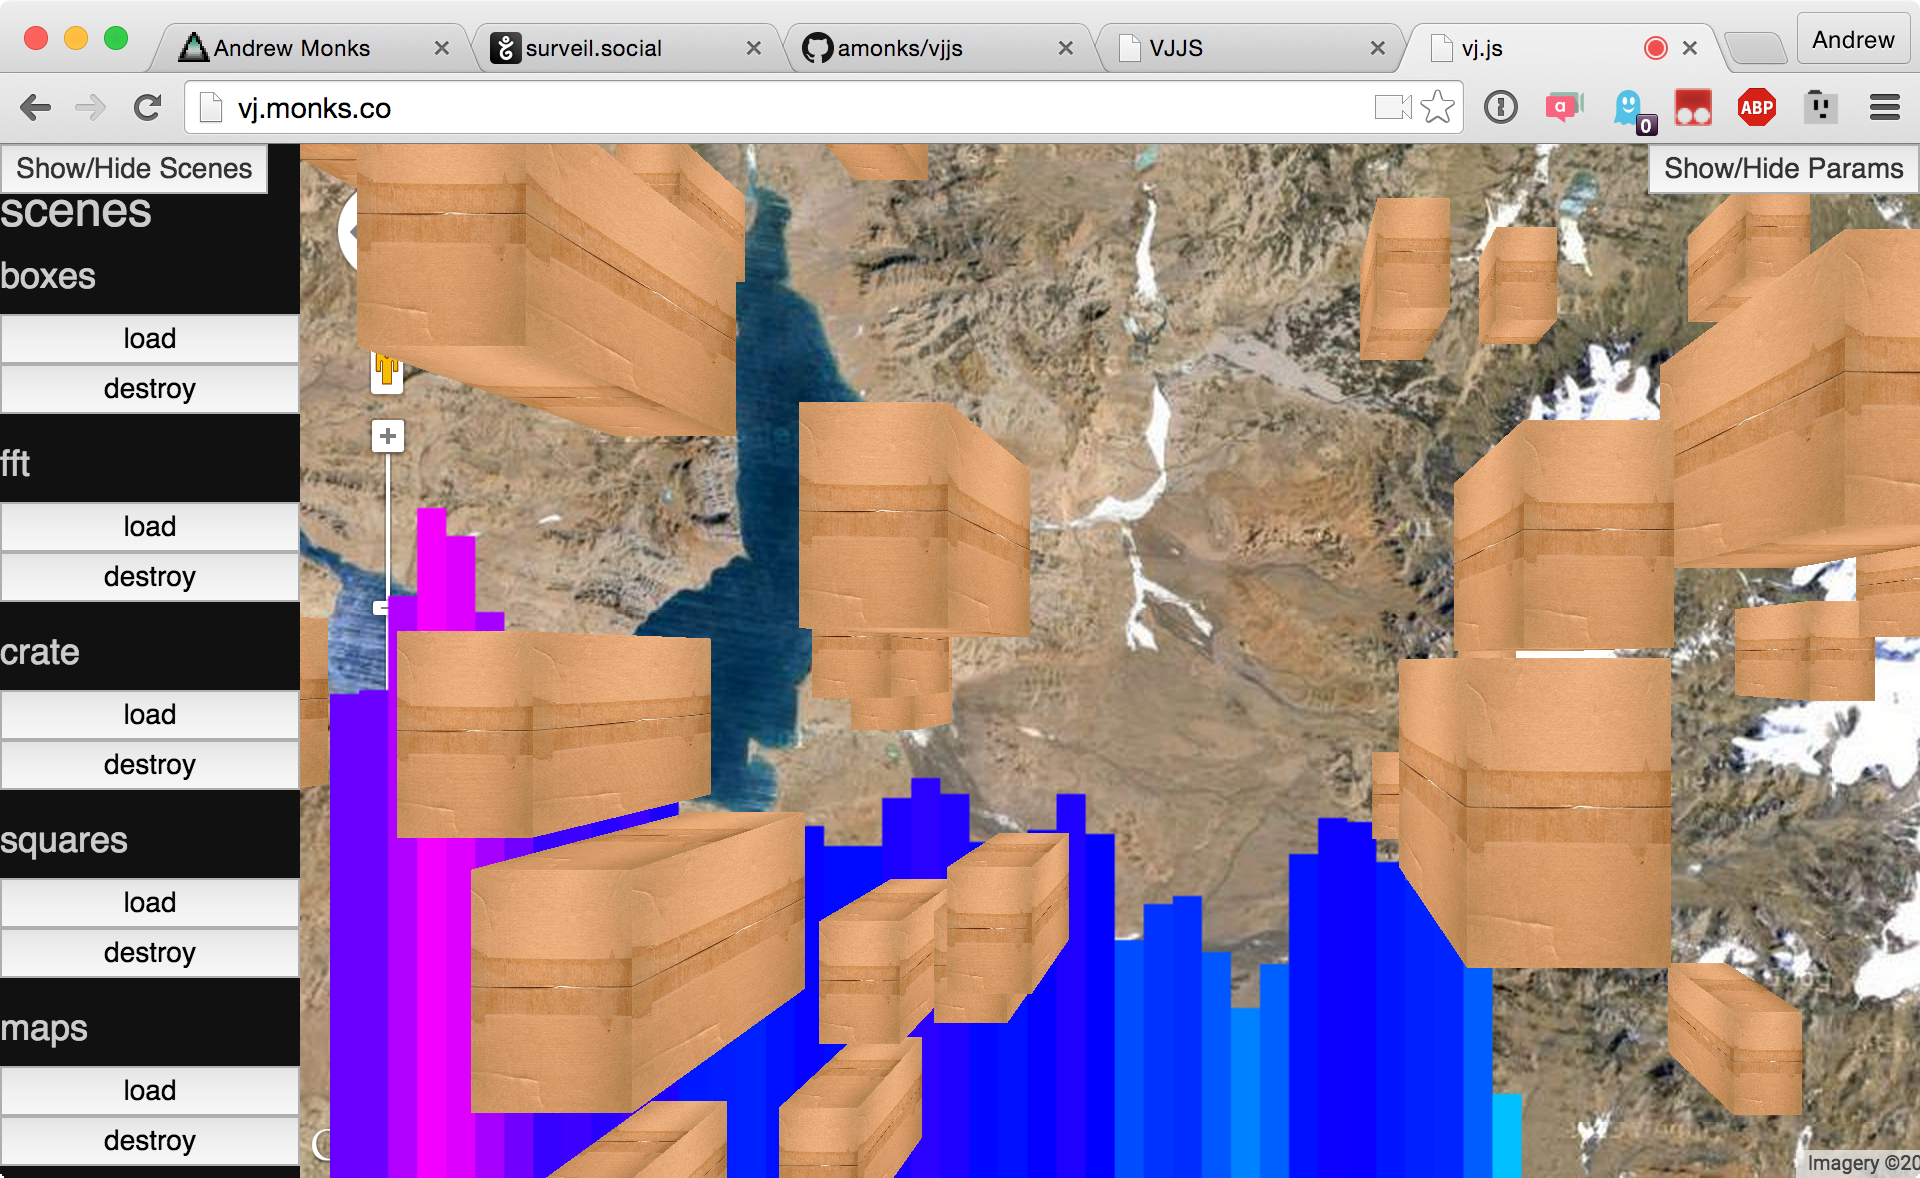 Andrew Monks
surveil.social
amonks/vjjs
VJJS
vj.js
Andrew
vj.monks.co
a
0
ABP
Show/Hide Scenes
Show/Hide Params
scenes
boxes
load
destroy
fft
load
destroy
crate
load
destroy
squares
load
destroy
maps
load
destroy
Imagery ©20